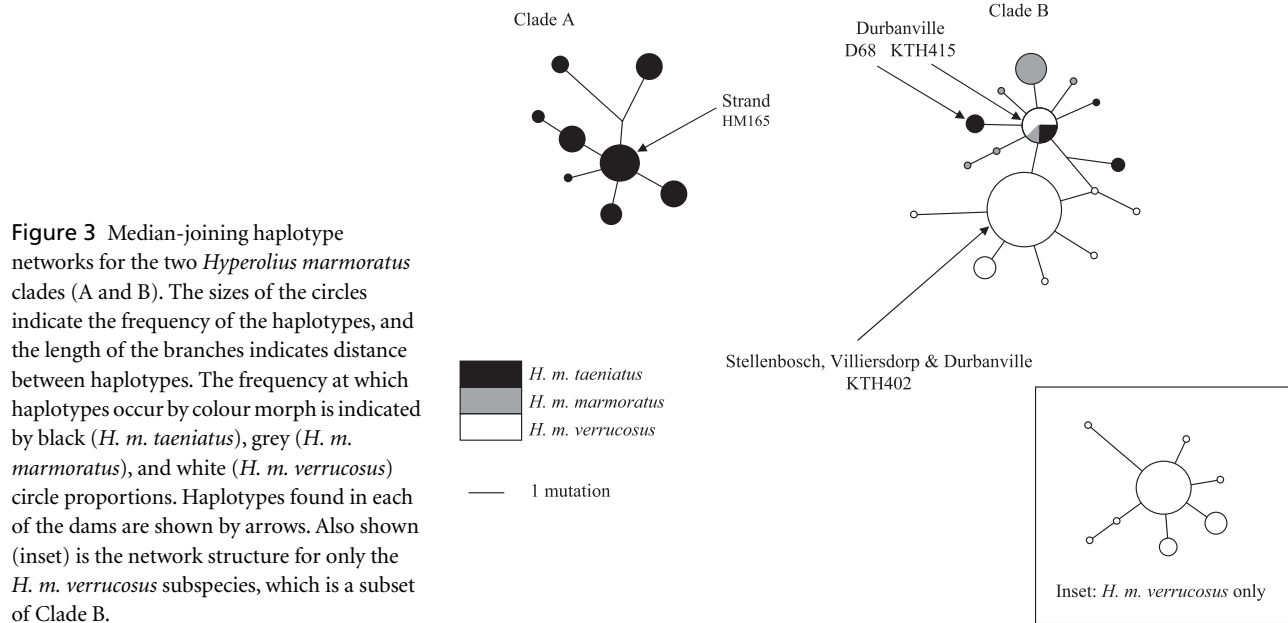 Clade A
Clade B
Durbanville
D68 KTH415
Strand
HM165
Figure 3 Median-joining haplotype
networks for the two Hyperolius marmoratus
clades (A and B). The sizes of the circles
indicate the frequency of the haplotypes, and
the length of the branches indicates distance
between haplotypes. The frequency at which
haplotypes occur by colour morph is indicated
by black (H. m. taeniatus), grey (H. m.
marmoratus), and white (H. m. verrucosus)
circle proportions. Haplotypes found in each
of the dams are shown by arrows. Also shown
(inset) is the network structure for only the
H. m. verrucosus subspecies, which is a subset
of Clade B.
Stellenbosch, Villiersdorp & Durbanville
KTH402
H. m. taeniatus
H. m. marmoratus
H. m. verrucosus
1 mutation
Inset: H. m. verrucosus only